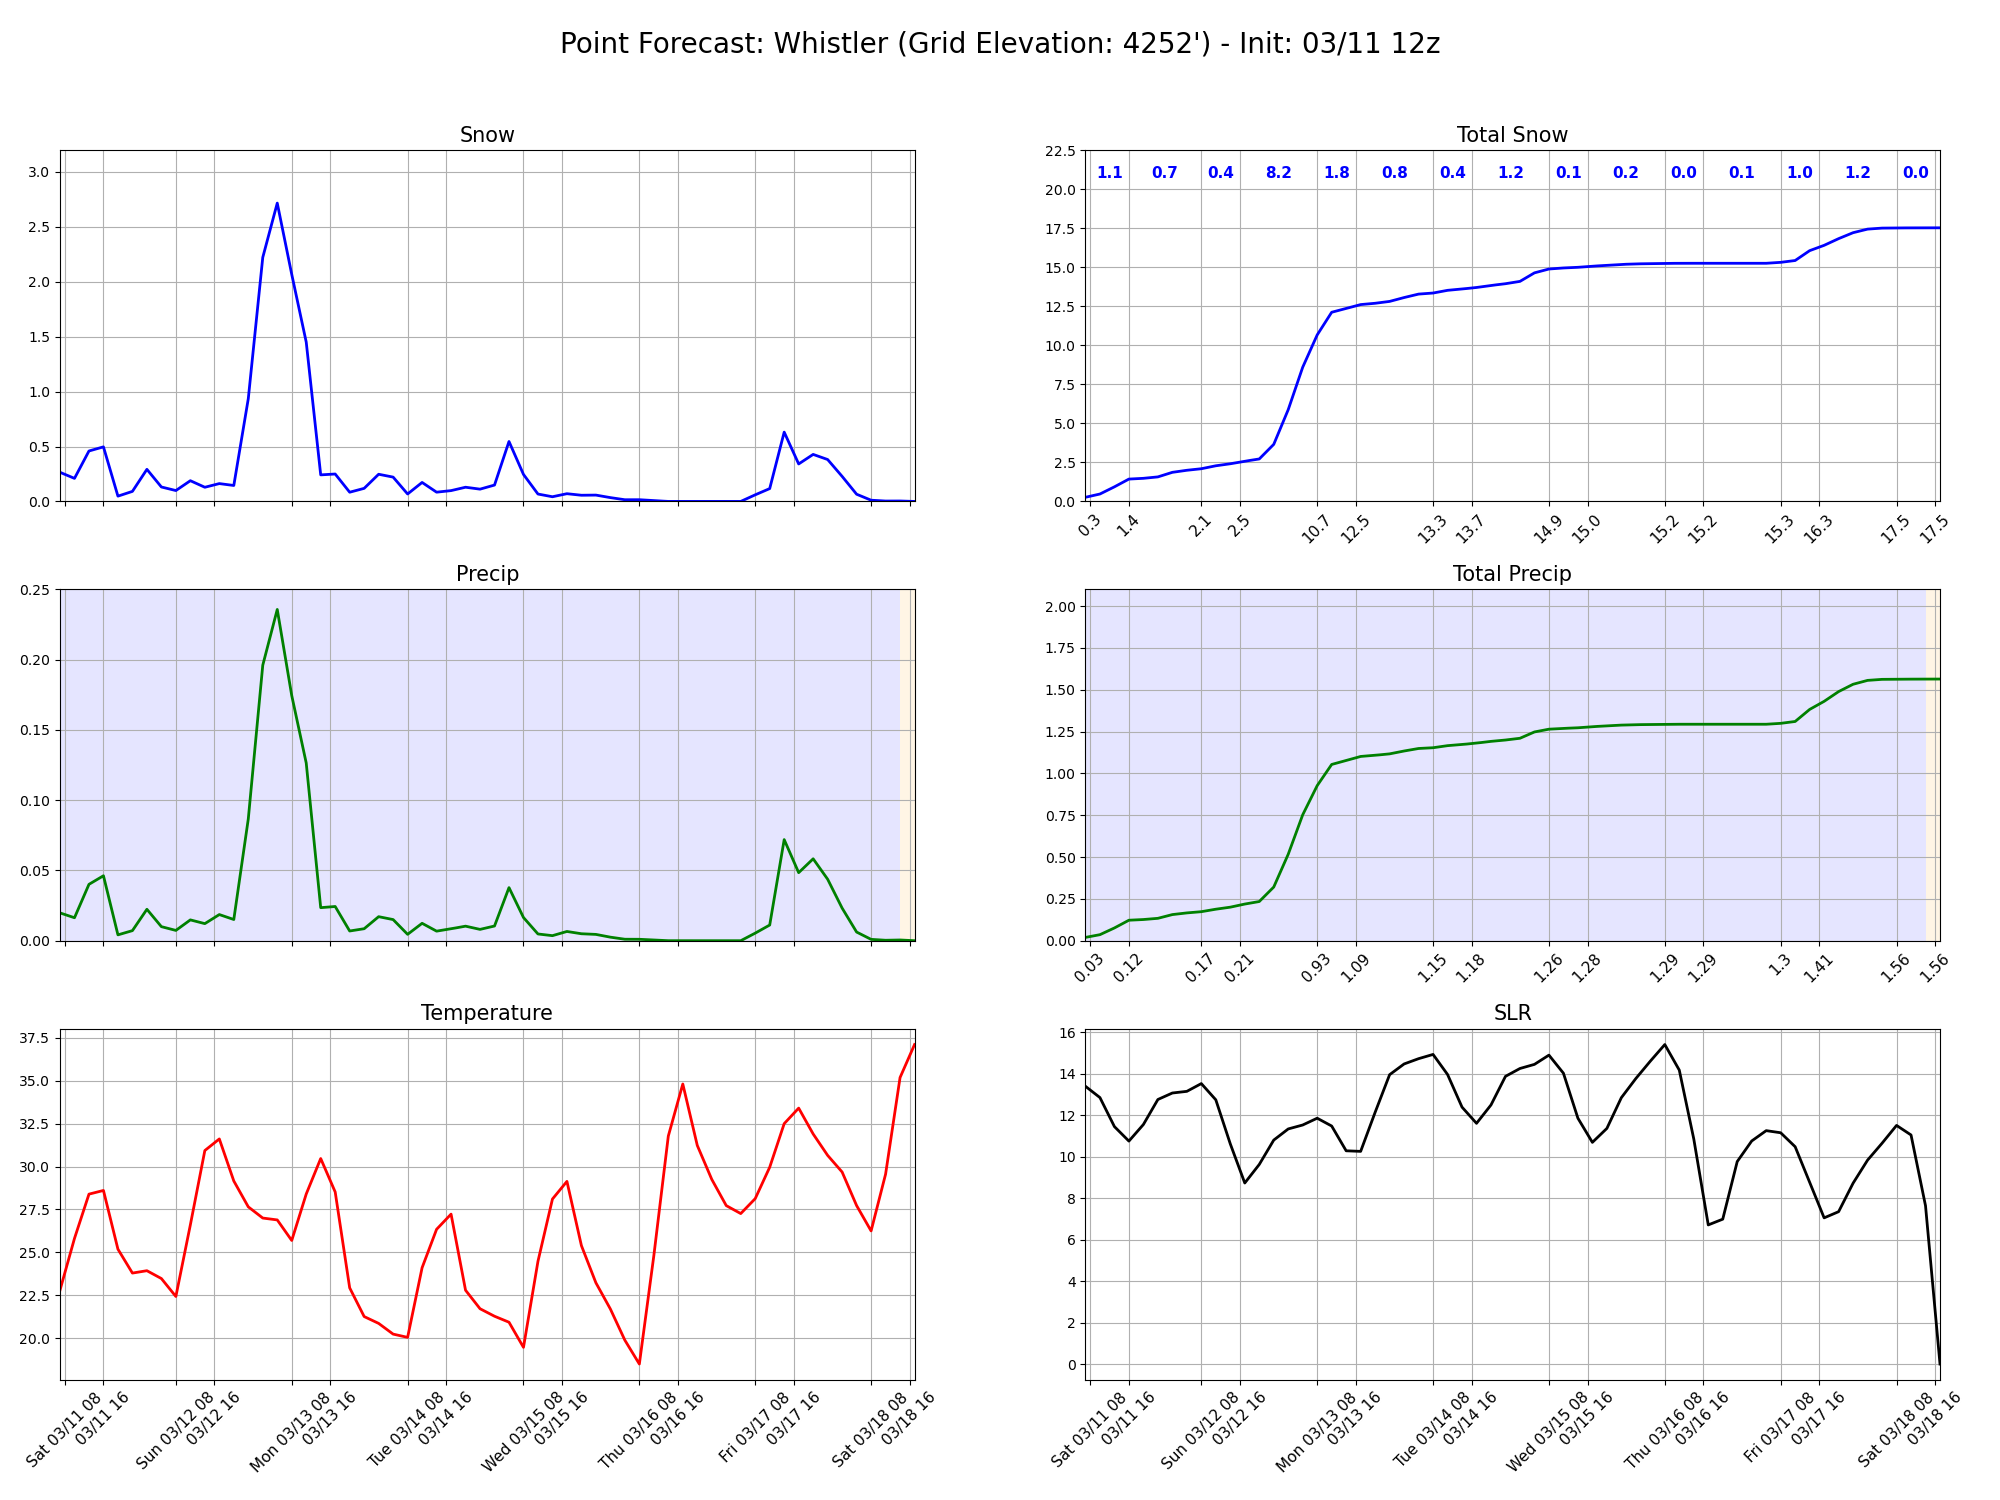 Point Forecast: Whistler (Grid Elevation: 4252') - Init: 03/11 12z
Snow
3.0
2.5
2.0
1.5
1.0
0.5
0.0
Total Snow
22.5
20.0
17.5
15.0
12.5
10.0
7.5
5.0
2.5
0.0
1.1 0.7 0.4 8.2 1.8 0.8 0.4 1.2 0.1 0.2 0.0 0.1 1.0 1.2 0.0
0.3 1.4 2.1 2.5 10.7 12.5 13.3 13.7 14.9 15.0 15.2 15.2 15.3 16.3 17.5 17.5
Precip
0.25
0.20
0.15
0.10
0.05
0.00
Total Precip
2.00
1.75
1.50
1.25
1.00
0.75
0.50
0.25
0.00
0.03 0.12 0.17 0.21 0.93 1.09 1.15 1.18 1.26 1.28 1.29 1.29 1.3 1.41 1.56 1.56
Temperature
37.5
35.0
32.5
30.0
27.5
25.0
22.5
20.0
Sat 03/11 08
03/11 16
Sun 03/12 08
03/12 16
Mon 03/13 08
03/13 16
Tue 03/14 08
03/14 16
Wed 03/15 08
03/15 16
Thu 03/16 08
03/16 16
Fri 03/17 08
03/17 16
Sat 03/18 08
03/18 16
SLR
16
14
12
10
8
6
4
2
0
Sat 03/11 08
03/11 16
Sun 03/12 08
03/12 16
Mon 03/13 08
03/13 16
Tue 03/14 08
03/14 16
Wed 03/15 08
03/15 16
Thu 03/16 08
03/16 16
Fri 03/17 08
03/17 16
Sat 03/18 08
03/18 16